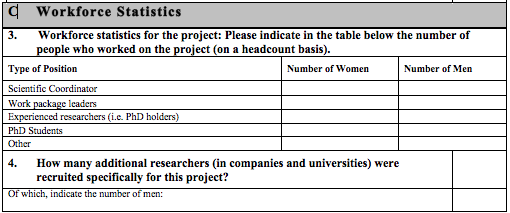 C Workforce Statistics
3. Workforce statistics for the project: Please indicate in the table below the number of
people who worked on the project (on a headcount basis).
Type of Position Number of Women Number of Men
Scientific Coordinator
Work package leaders
Experienced researchers (i.e. PhD holders)
PhD Students
Other
4. How many additional researchers (in companies and universities) were
recruited specifically for this project?
Of which, indicate the number of men: